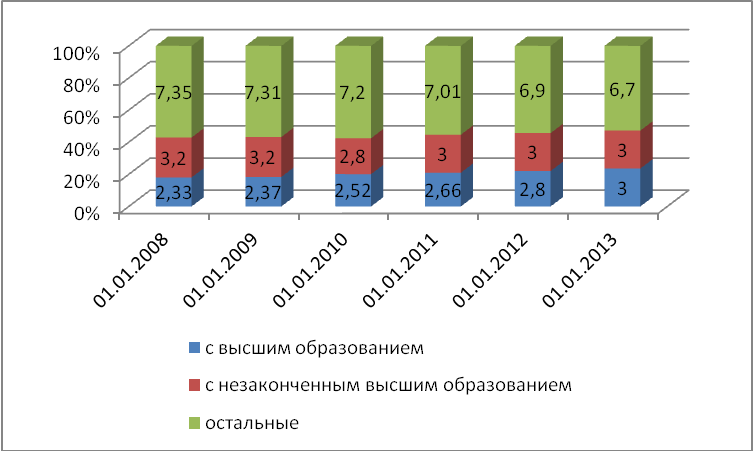 100%
80%
60%
40%
20%
0%
7,35 7,31 7,2 7,01 6,9 6,7
3,2 3,2 2,8 3 3 3
2,33 2,37 2,52 2,66 2,8 3
01.01.2008 01.01.2009 01.01.2010 01.01.2011 01.01.2012 01.01.2013
с высшим образованием
с незаконченным высшим образованием
остальные